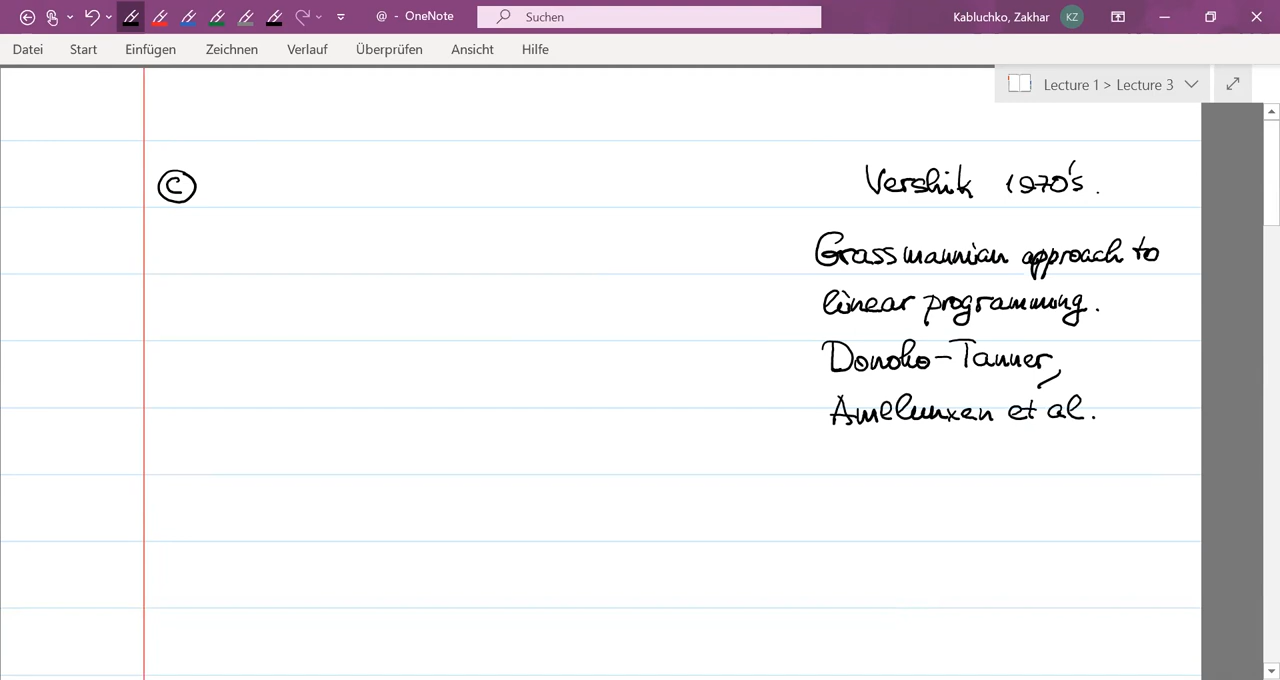 @ - OneNote
Suchen
Kabluchko, Zakhar
KZ
Datei Start Einfügen Zeichnen Verlauf Überprüfen Ansicht Hilfe
Lecture 1 > Lecture 3
©
Vershik 1970's.
Grassmannian approach to
linear programming.
Donoho-Tanner,
Amelunxen et al.